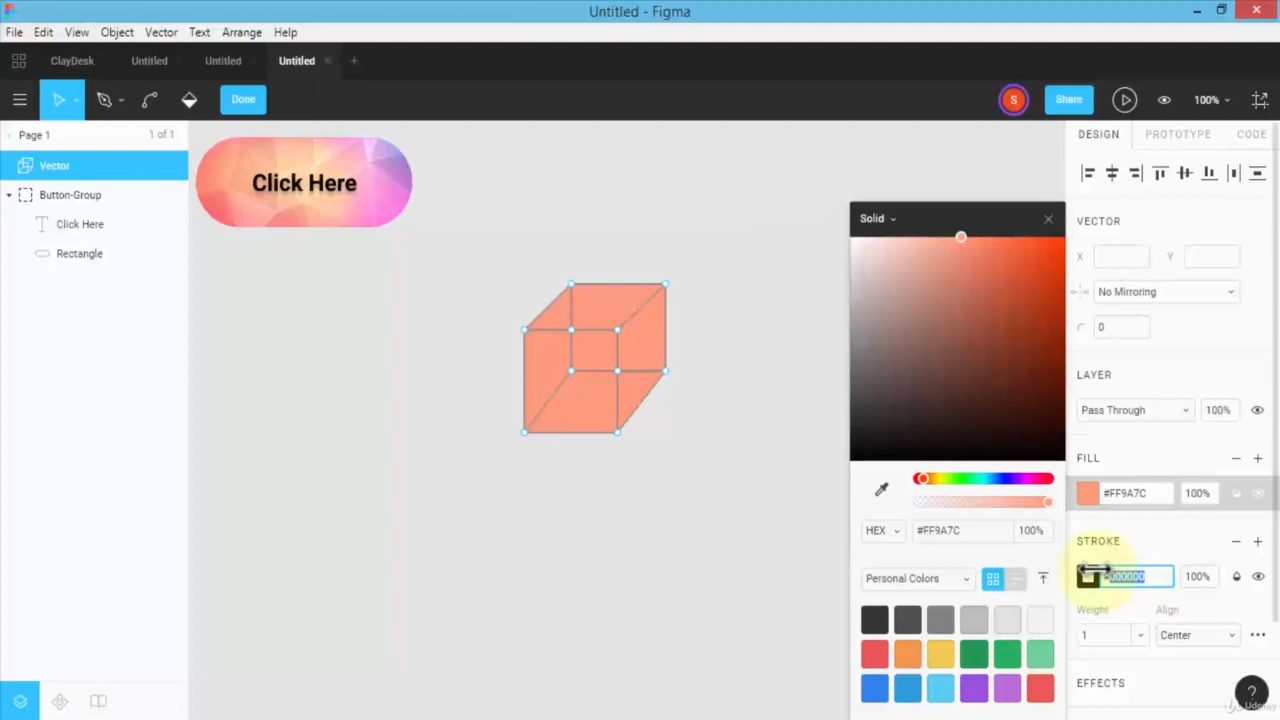 Untitled - Figma
File Edit View Object Vector Text Arrange Help
ClayDesk Untitled Untitled Untitled
Done S Share 100%
Page 1 1 of 1
Vector
Button-Group
Click Here
Rectangle
Click Here
Solid
HEX #FF9A7C 100%
Personal Colors
DESIGN PROTOTYPE CODE
VECTOR
X Y
No Mirroring
0
LAYER
Pass Through 100%
FILL
#FF9A7C 100%
STROKE
100%
Weight Align
1 Center
EFFECTS
?
Udemy